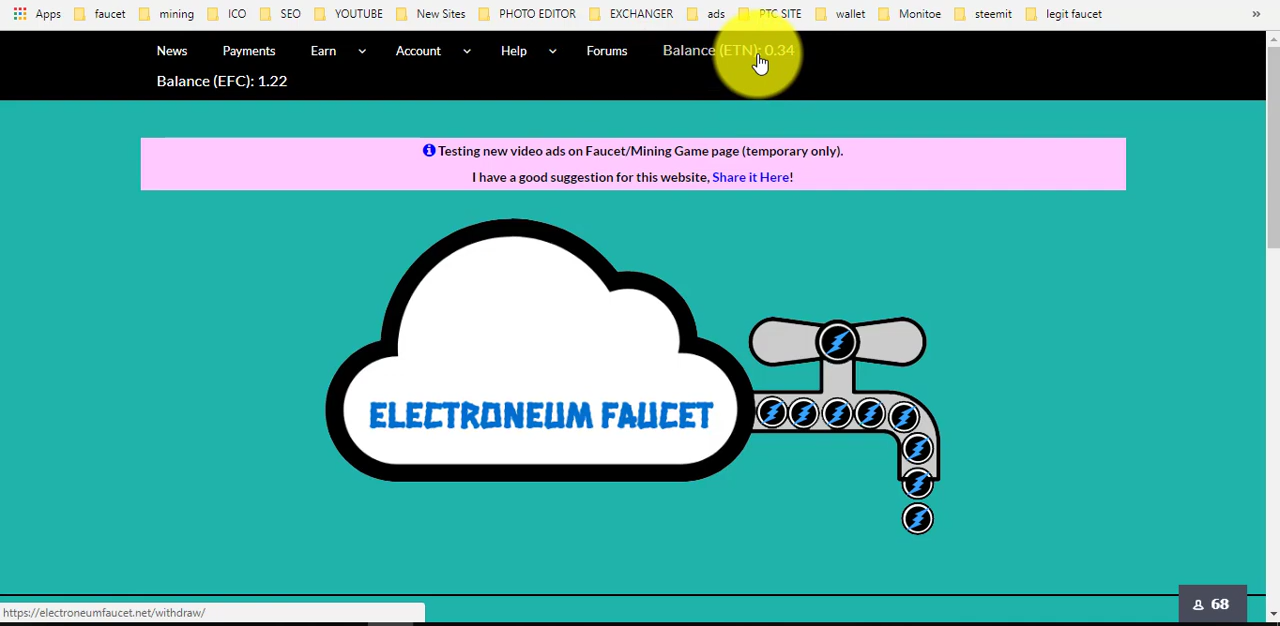 Apps faucet mining ICO SEO YOUTUBE New Sites PHOTO EDITOR EXCHANGER ads PTC SITE wallet Monitoe steemit legit faucet »
News Payments Earn Account Help Forums Balance (ETN): 0.34
Balance (EFC): 1.22
Testing new video ads on Faucet/Mining Game page (temporary only).
I have a good suggestion for this website, Share it Here!
ELECTRONEUM FAUCET
68
https://electroneumfaucet.net/withdraw/